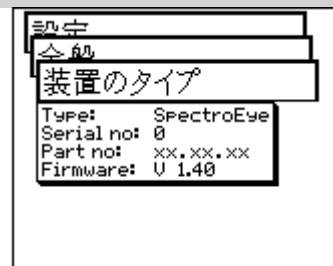 設定
全般
装置のタイプ
Type: SpectroEye
Serial no: 0
Part no: xx.xx.xx
Firmware: V 1.40